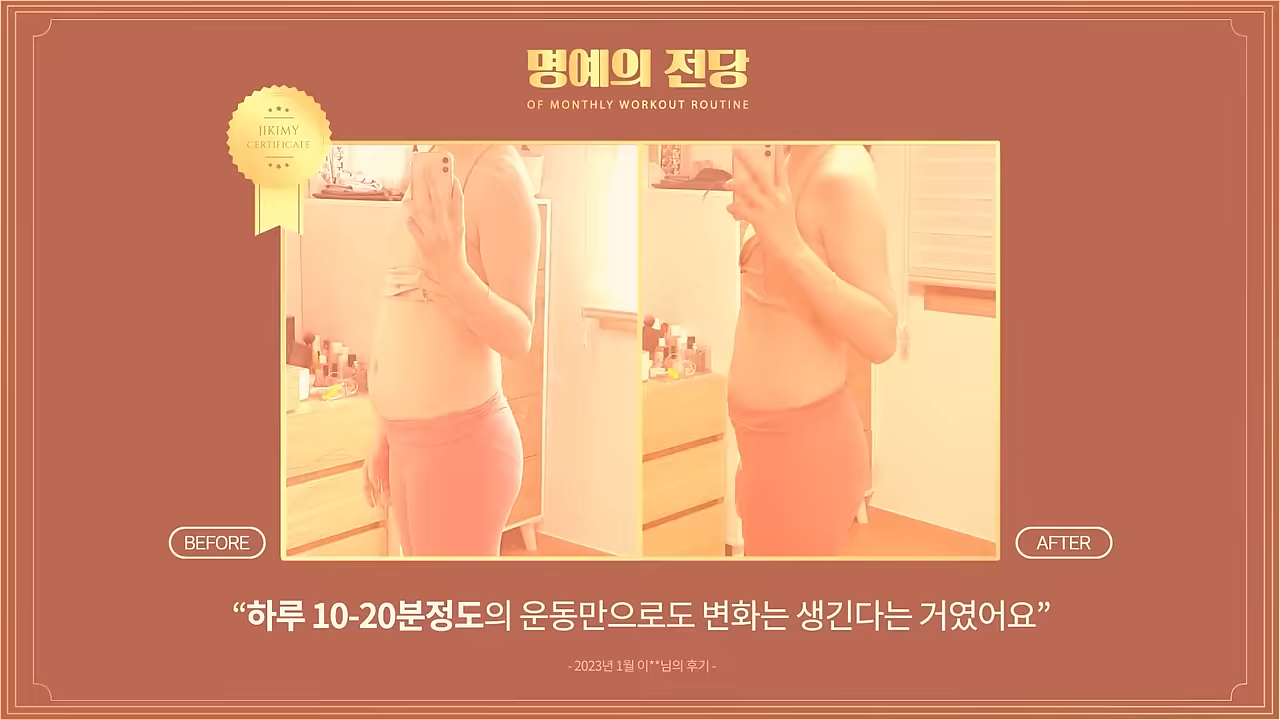 명예의 전당
OF MONTHLY WORKOUT ROUTINE
JIKIMY
CERTIFICATE
BEFORE
AFTER
“하루 10-20분정도의 운동만으로도 변화는 생긴다는 거였어요”
- 2023년 1월 이**님의 후기 -